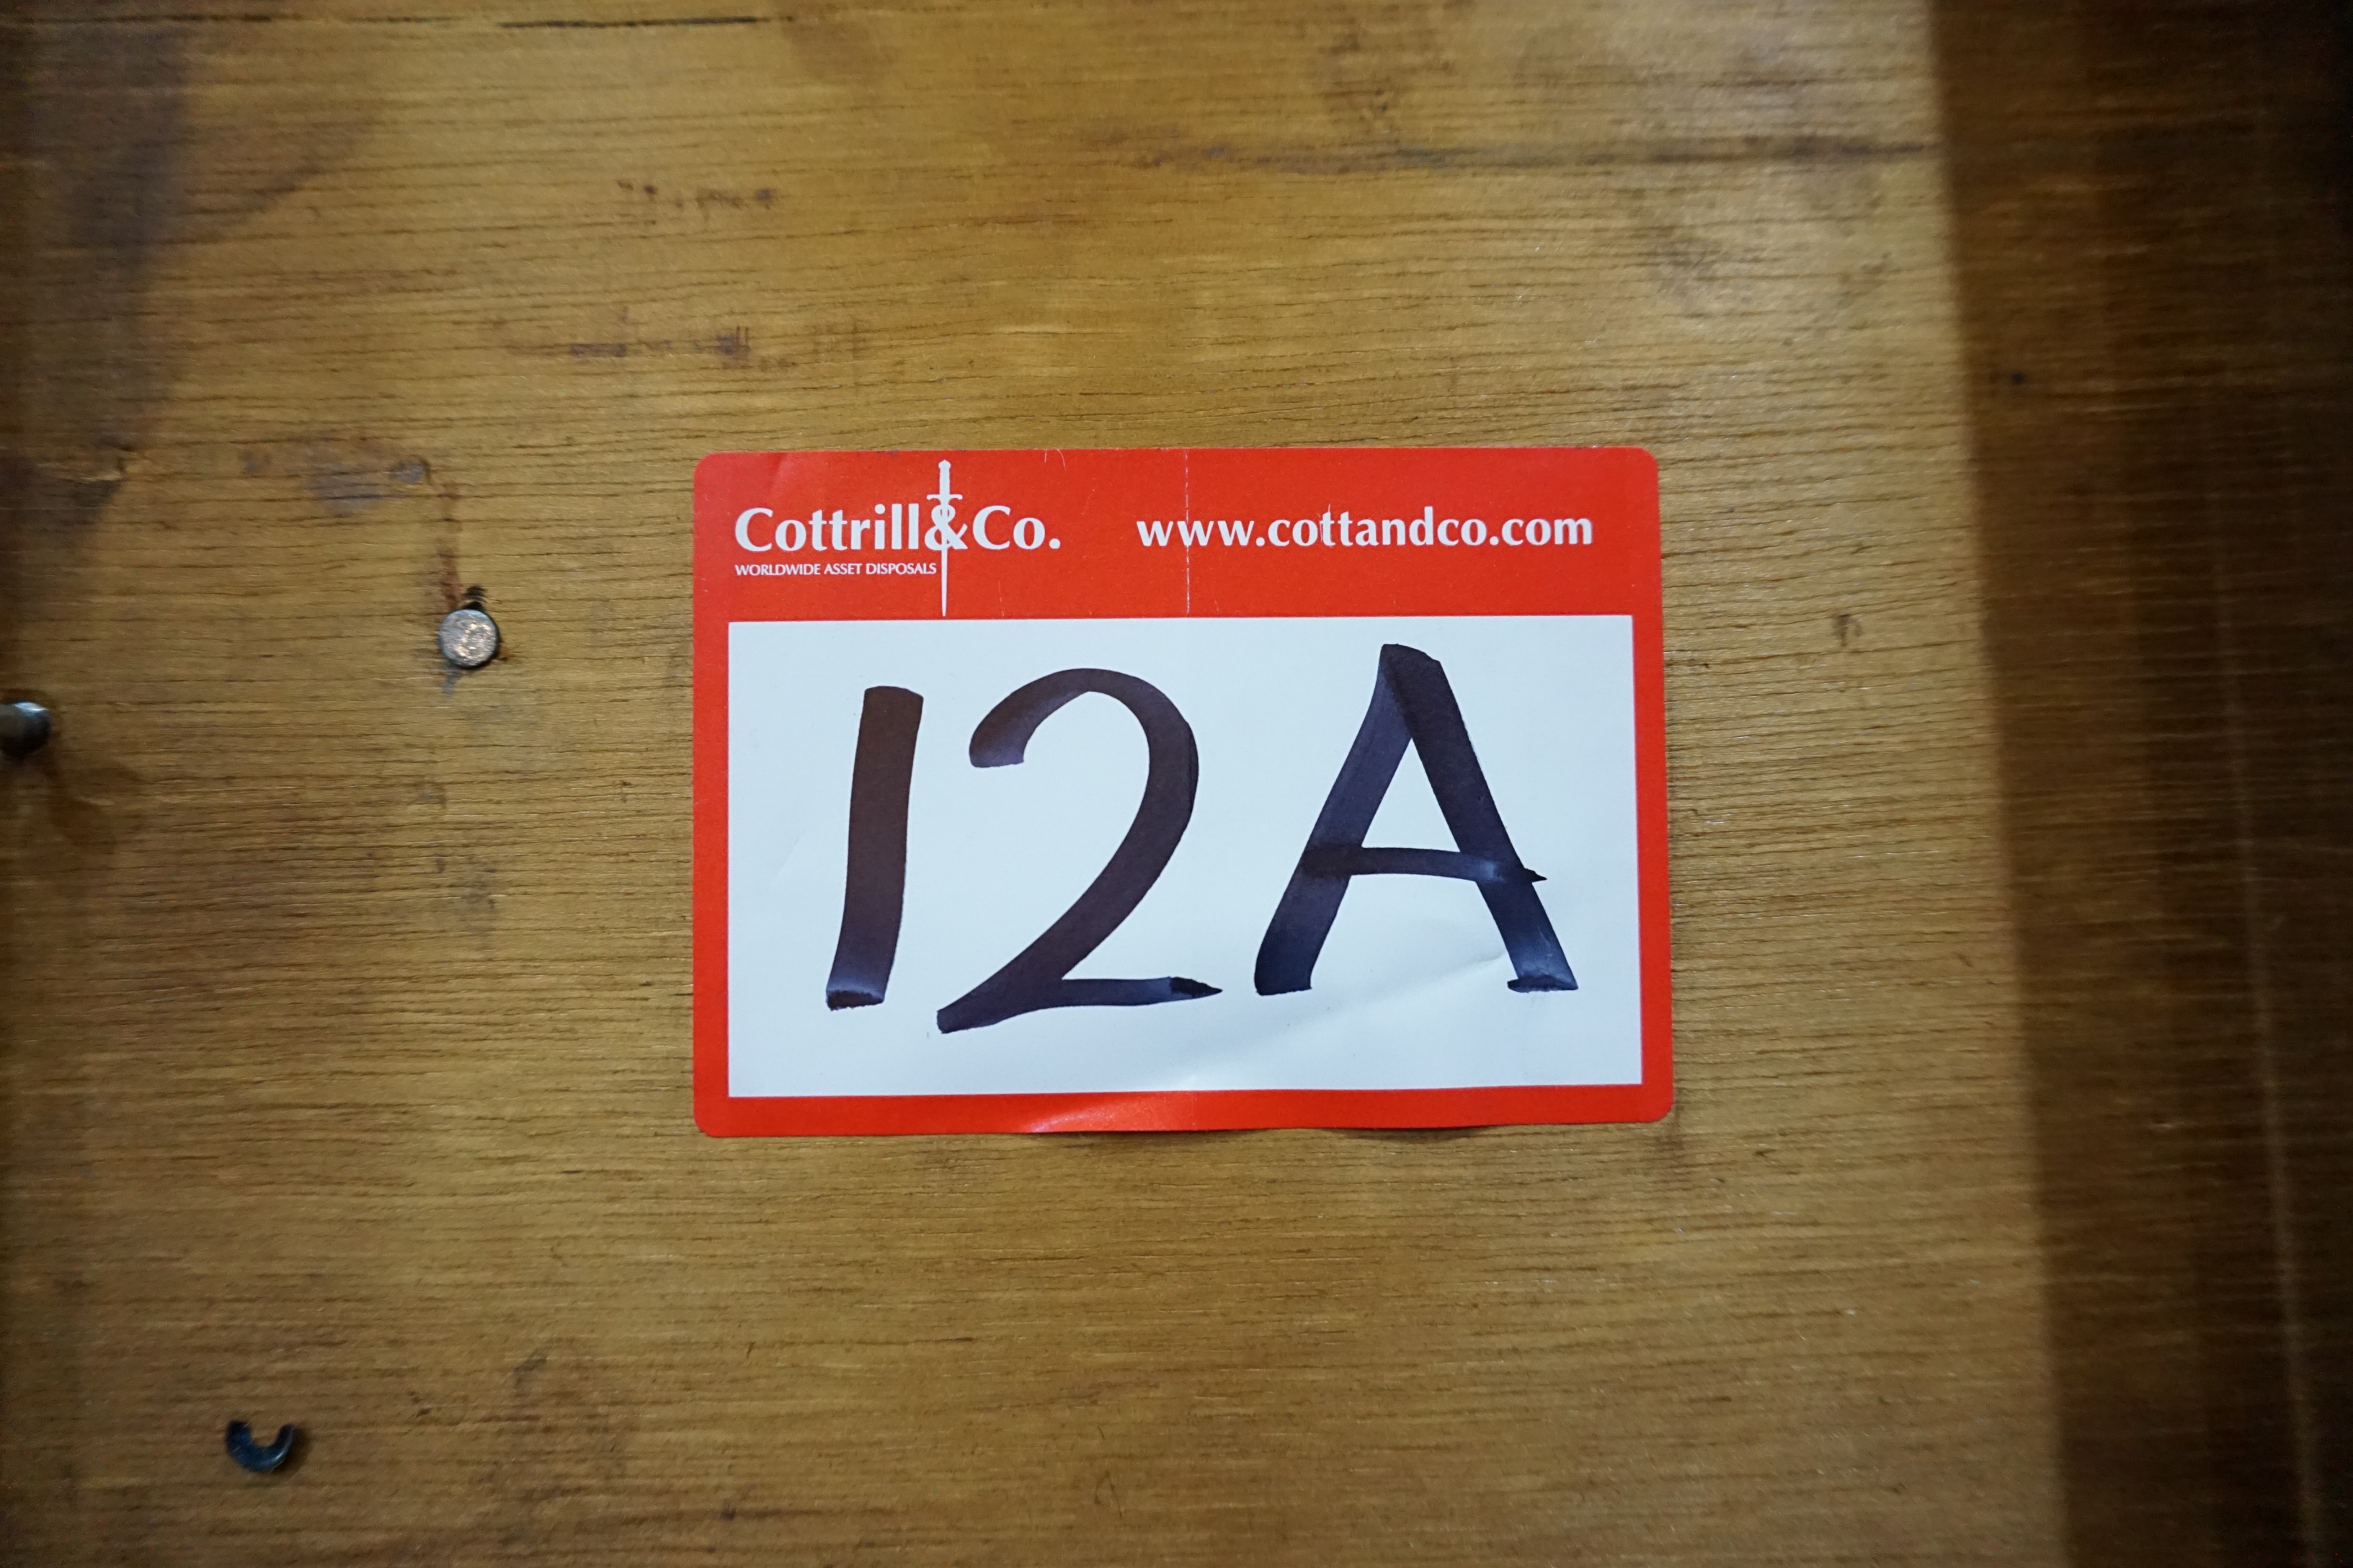 Cottrill&Co. www.cottandco.com
WORLDWIDE ASSET DISPOSALS
12A